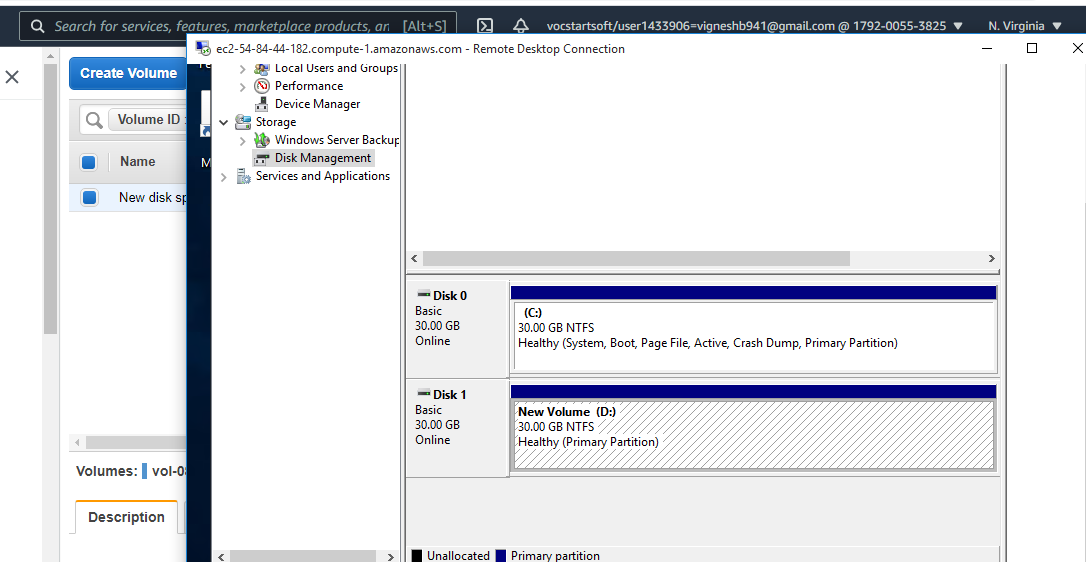 Search for services, features, marketplace products, an [Alt+S]
vocstartsoft/user1433906=vigneshb941@gmail.com @ 1792-0055-3825
N. Virginia
ec2-54-84-44-182.compute-1.amazonaws.com - Remote Desktop Connection
Create Volume
Volume ID :
Name
New disk sp
Volumes:
vol-08
Description
M
Local Users and Groups
Performance
Device Manager
Storage
Windows Server Backup
Disk Management
Services and Applications
Disk 0
Basic
30.00 GB
Online
(C:)
30.00 GB NTFS
Healthy (System, Boot, Page File, Active, Crash Dump, Primary Partition)
Disk 1
Basic
30.00 GB
Online
New Volume (D:)
30.00 GB NTFS
Healthy (Primary Partition)
Unallocated
Primary partition